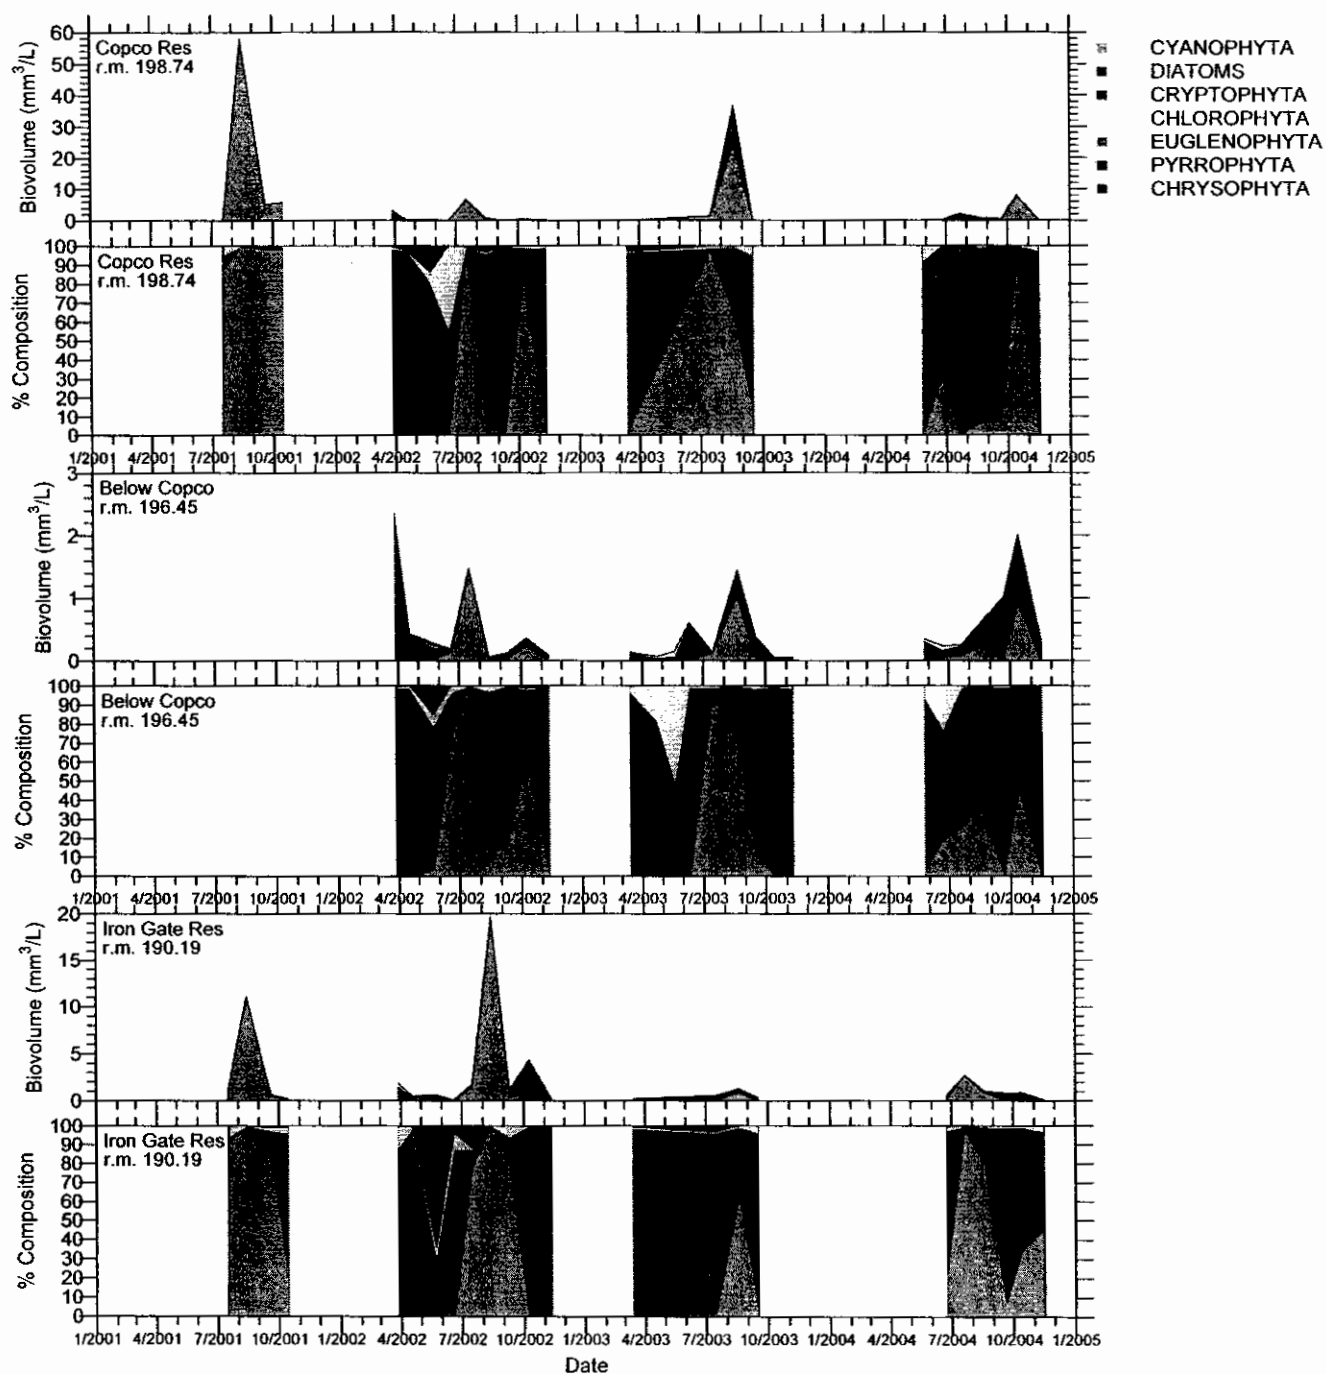 60
50
40
30
20
10
0
Biovolume (mm³/L)
Copco Res
r.m. 198.74
CYANOPHYTA
DIATOMS
CRYPTOPHYTA
CHLOROPHYTA
EUGLENOPHYTA
PYRROPHYTA
CHRYSOPHYTA
100
90
80
70
60
50
40
30
20
10
0
% Composition
Copco Res
r.m. 198.74
1/2001 4/2001 7/2001 10/2001 1/2002 4/2002 7/2002 10/2002 1/2003 4/2003 7/2003 10/2003 1/2004 4/2004 7/2004 10/2004 1/2005
3
2
1
0
Biovolume (mm³/L)
Below Copco
r.m. 196.45
100
90
80
70
60
50
40
30
20
10
0
% Composition
Below Copco
r.m. 196.45
1/2001 4/2001 7/2001 10/2001 1/2002 4/2002 7/2002 10/2002 1/2003 4/2003 7/2003 10/2003 1/2004 4/2004 7/2004 10/2004 1/2005
20
15
10
5
0
Biovolume (mm³/L)
Iron Gate Res
r.m. 190.19
100
90
80
70
60
50
40
30
20
10
0
% Composition
Iron Gate Res
r.m. 190.19
1/2001 4/2001 7/2001 10/2001 1/2002 4/2002 7/2002 10/2002 1/2003 4/2003 7/2003 10/2003 1/2004 4/2004 7/2004 10/2004 1/2005
Date